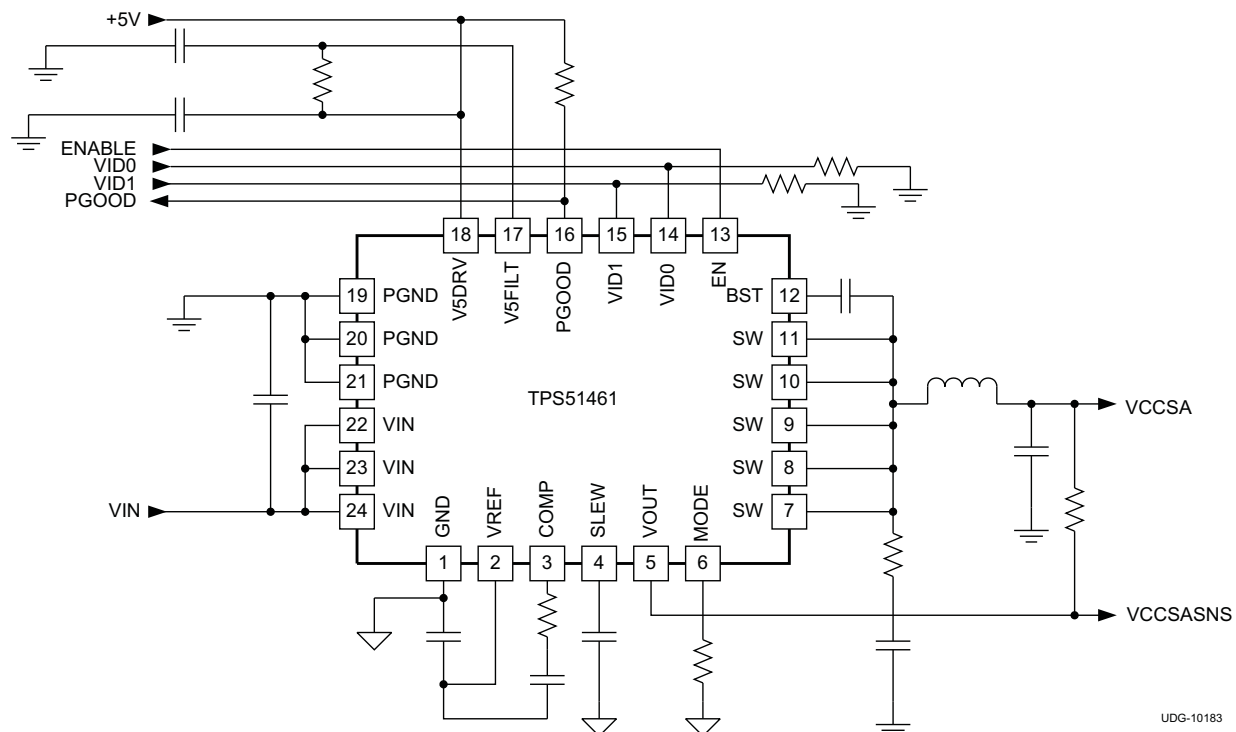 +5V
ENABLE
VID0
VID1
PGOOD
18
17
16
15
14
13
V5DRV
V5FILT
PGOOD
VID1
VID0
EN
19 PGND
20 PGND
21 PGND
22 VIN
23 VIN
24 VIN
VIN
TPS51461
BST 12
SW 11
SW 10
SW 9
SW 8
SW 7
VCCSA
VCCSASNS
GND
VREF
COMP
SLEW
VOUT
MODE
1
2
3
4
5
6
UDG-10183